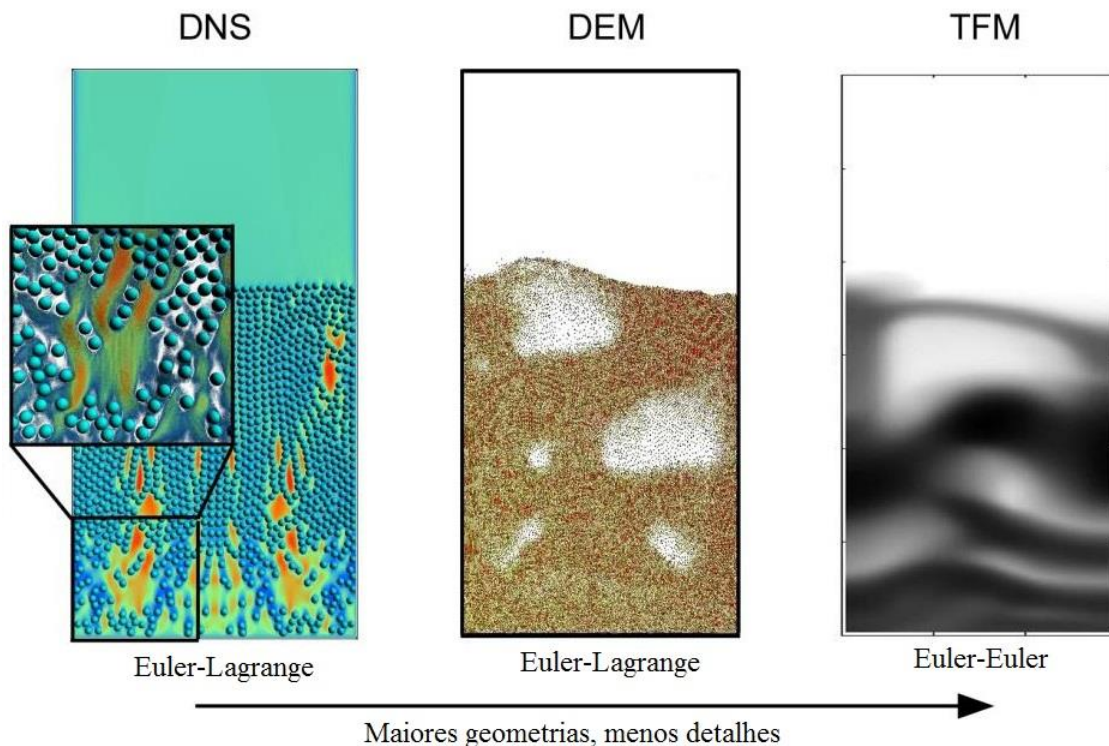 DNS
DEM
TFM
Euler-Lagrange
Euler-Lagrange
Euler-Euler
Maiores geometrias, menos detalhes